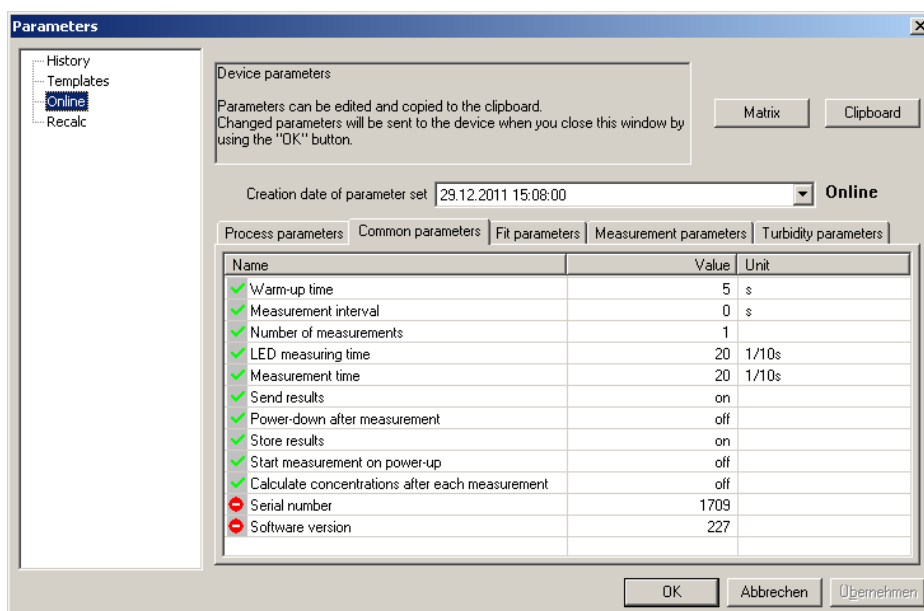 Parameters
History
Templates
Online
Recalc
Device parameters
Parameters can be edited and copied to the clipboard.
Changed parameters will be sent to the device when you close this window by
using the "OK" button.
Matrix Clipboard
Creation date of parameter set 29.12.2011 15:08:00 Online
Process parameters Common parameters Fit parameters Measurement parameters Turbidity parameters
Name Value Unit
Warm-up time 5 s
Measurement interval 0 s
Number of measurements 1
LED measuring time 20 1/10s
Measurement time 20 1/10s
Send results on
Power-down after measurement off
Store results on
Start measurement on power-up off
Calculate concentrations after each measurement off
Serial number 1709
Software version 227
OK Abbrechen Übernehmen